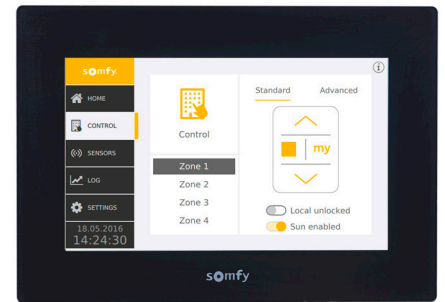 somfy
HOME
CONTROL
SENSORS
LOG
SETTINGS
18.05.2016
14:24:30
Control
Zone 1
Zone 2
Zone 3
Zone 4
i
Standard
Advanced
my
Local unlocked
Sun enabled
somfy